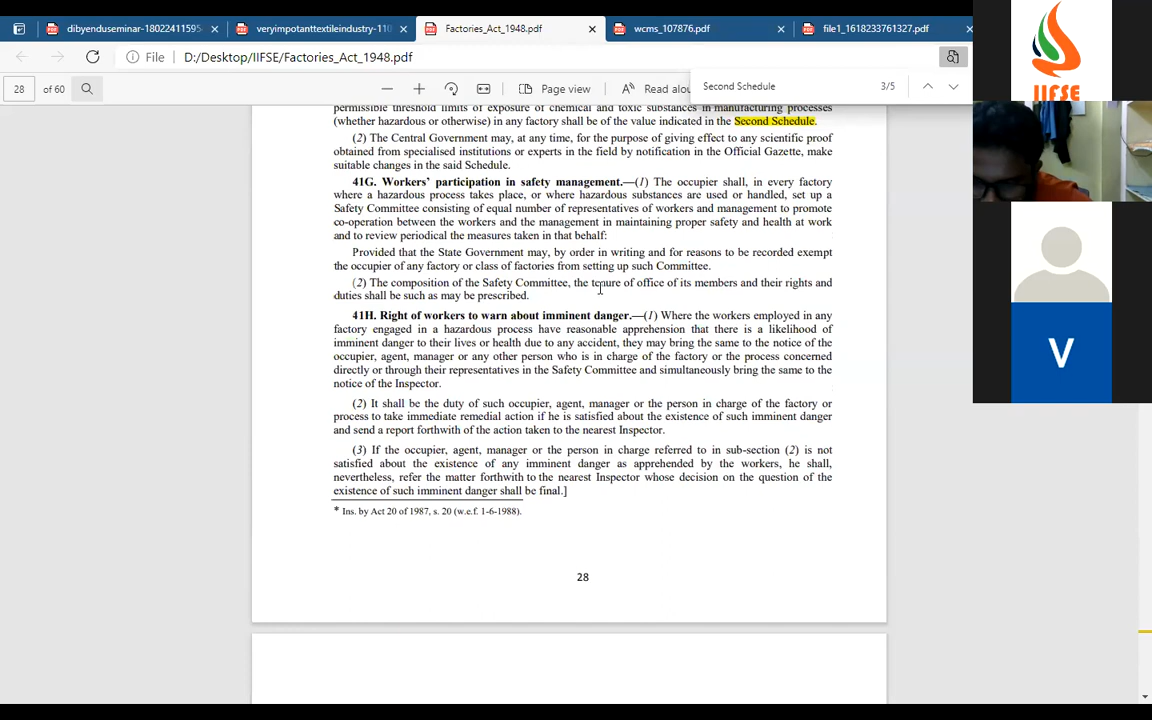 dibyenduseminar-18022411595
veryimpotanttextileindustry-110
Factories_Act_1948.pdf
wcms_107876.pdf
file1_1618233761327.pdf
File
D:/Desktop/IIFSE/Factories_Act_1948.pdf
28
of 60
Page view
Read alou
Second Schedule
3/5
permissible threshold limits of exposure of chemical and toxic substances in manufacturing processes
(whether hazardous or otherwise) in any factory shall be of the value indicated in the Second Schedule.
(2) The Central Government may, at any time, for the purpose of giving effect to any scientific proof
obtained from specialised institutions or experts in the field by notification in the Official Gazette, make
suitable changes in the said Schedule.
41G. Workers' participation in safety management.—(1) The occupier shall, in every factory
where a hazardous process takes place, or where hazardous substances are used or handled, set up a
Safety Committee consisting of equal number of representatives of workers and management to promote
co-operation between the workers and the management in maintaining proper safety and health at work
and to review periodical the measures taken in that behalf:
Provided that the State Government may, by order in writing and for reasons to be recorded exempt
the occupier of any factory or class of factories from setting up such Committee.
(2) The composition of the Safety Committee, the tenure of office of its members and their rights and
duties shall be such as may be prescribed.
41H. Right of workers to warn about imminent danger.—(1) Where the workers employed in any
factory engaged in a hazardous process have reasonable apprehension that there is a likelihood of
imminent danger to their lives or health due to any accident, they may bring the same to the notice of the
occupier, agent, manager or any other person who is in charge of the factory or the process concerned
directly or through their representatives in the Safety Committee and simultaneously bring the same to the
notice of the Inspector.
(2) It shall be the duty of such occupier, agent, manager or the person in charge of the factory or
process to take immediate remedial action if he is satisfied about the existence of such imminent danger
and send a report forthwith of the action taken to the nearest Inspector.
(3) If the occupier, agent, manager or the person in charge referred to in sub-section (2) is not
satisfied about the existence of any imminent danger as apprehended by the workers, he shall,
nevertheless, refer the matter forthwith to the nearest Inspector whose decision on the question of the
existence of such imminent danger shall be final.]
* Ins. by Act 20 of 1987, s. 20 (w.e.f. 1-6-1988).
28
IIFSE
V